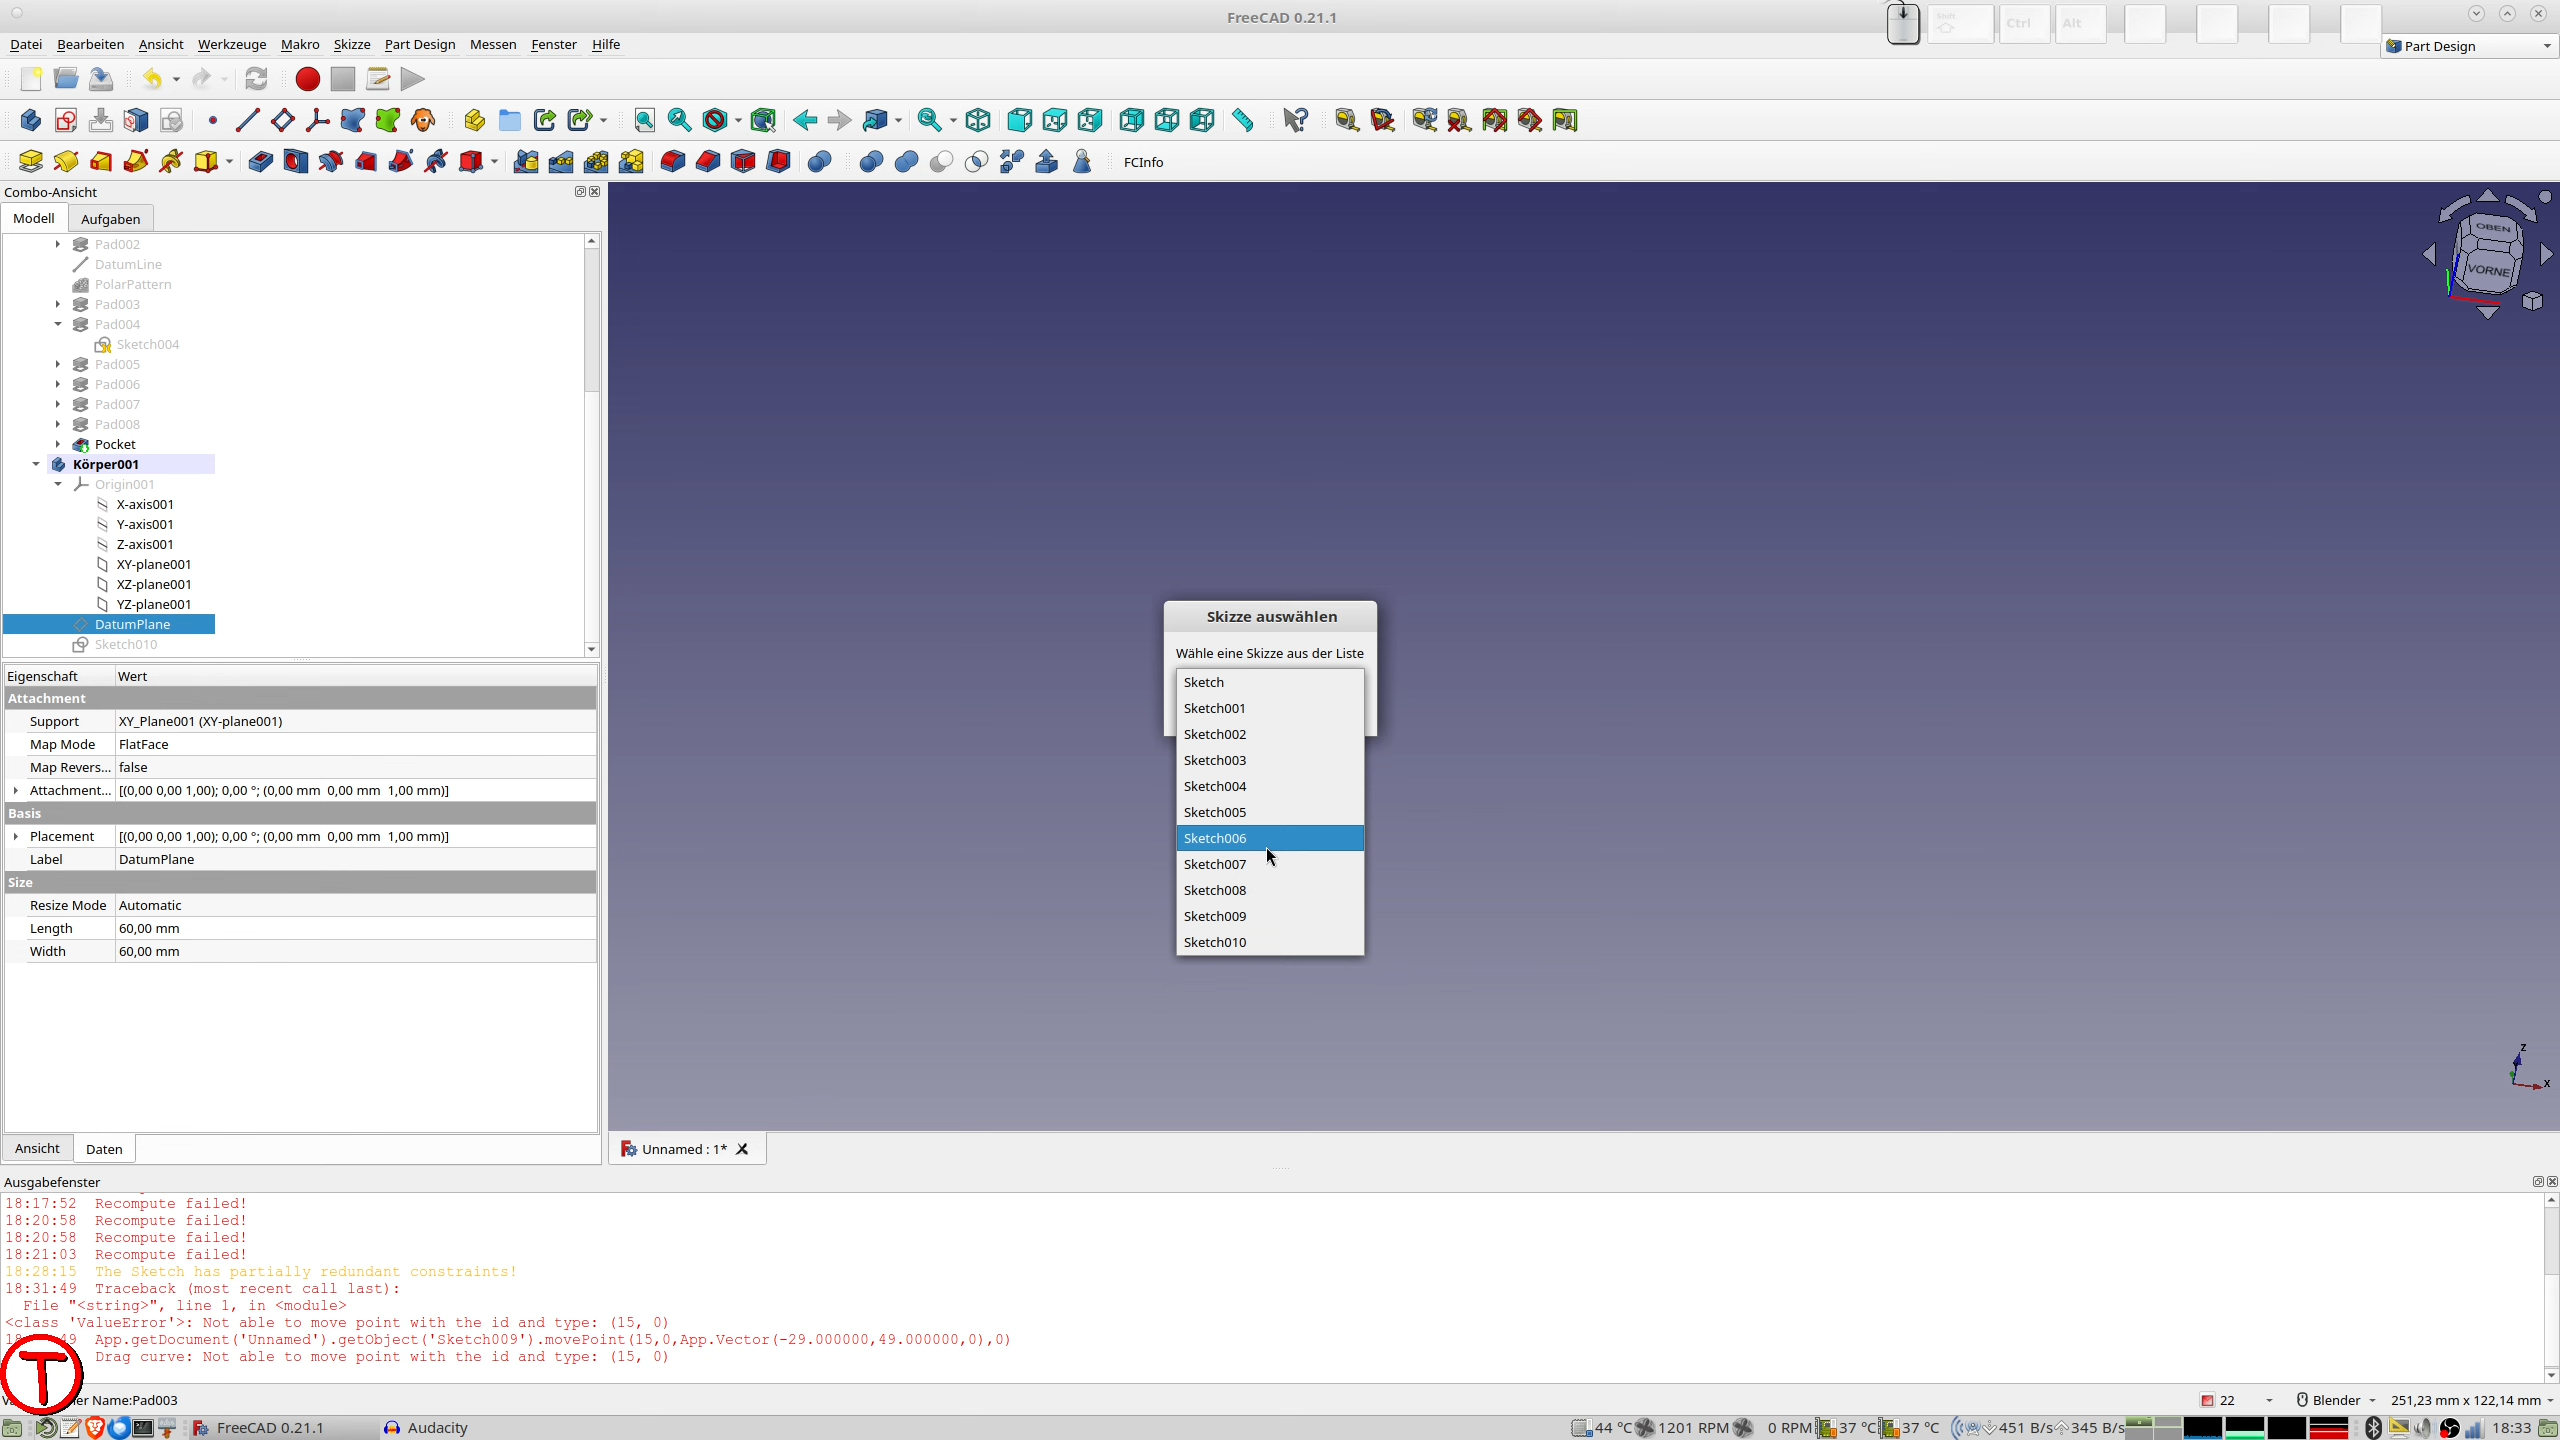 FreeCAD 0.21.1
Shift Ctrl Alt
Datei Bearbeiten Ansicht Werkzeuge Makro Skizze Part Design Messen Fenster Hilfe
Part Design
FCInfo
Combo-Ansicht
Modell Aufgaben
Pad002
DatumLine
PolarPattern
Pad003
Pad004
Sketch004
Pad005
Pad006
Pad007
Pad008
Pocket
Körper001
Origin001
X-axis001
Y-axis001
Z-axis001
XY-plane001
XZ-plane001
YZ-plane001
DatumPlane
Sketch010
Eigenschaft Wert
Attachment
Support XY_Plane001 (XY-plane001)
Map Mode FlatFace
Map Revers... false
Attachment... [(0,00 0,00 1,00); 0,00 °; (0,00 mm 0,00 mm 1,00 mm)]
Basis
Placement [(0,00 0,00 1,00); 0,00 °; (0,00 mm 0,00 mm 1,00 mm)]
Label DatumPlane
Size
Resize Mode Automatic
Length 60,00 mm
Width 60,00 mm
Ansicht Daten
OBEN
VORNE
Skizze auswählen
Wähle eine Skizze aus der Liste
Sketch
Sketch001
Sketch002
Sketch003
Sketch004
Sketch005
Sketch006
Sketch007
Sketch008
Sketch009
Sketch010
Z
X
Unnamed : 1*
Ausgabefenster
18:17:52 Recompute failed!
18:20:58 Recompute failed!
18:20:58 Recompute failed!
18:21:03 Recompute failed!
18:28:15 The Sketch has partially redundant constraints!
18:31:49 Traceback (most recent call last):
File "<string>", line 1, in <module>
<class 'ValueError'>: Not able to move point with the id and type: (15, 0)
49 App.getDocument('Unnamed').getObject('Sketch009').movePoint(15,0,App.Vector(-29.000000,49.000000,0),0)
Drag curve: Not able to move point with the id and type: (15, 0)
T
er Name:Pad003
22 Blender 251,23 mm x 122,14 mm
FreeCAD 0.21.1 Audacity
44 °C 1201 RPM 0 RPM 37 °C 37 °C 451 B/s 345 B/s 18:33